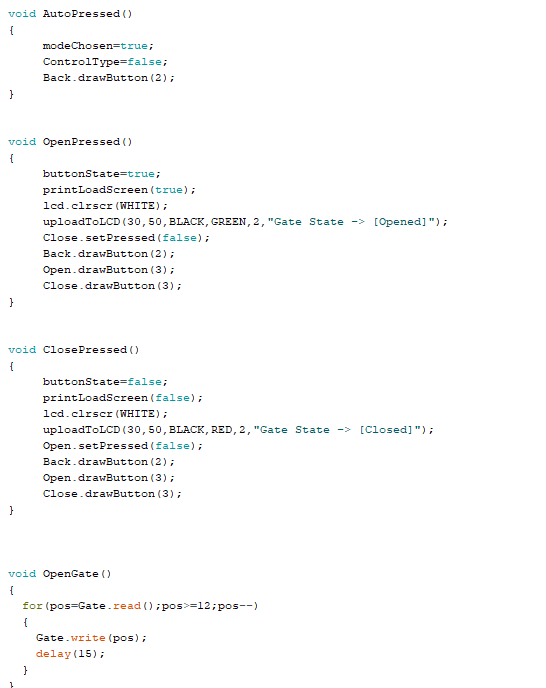 void AutoPressed()
{
modeChosen=true;
ControlType=false;
Back.drawButton(2);
}
void OpenPressed()
{
buttonState=true;
printLoadScreen(true);
lcd.clrscr(WHITE);
uploadToLCD(30,50,BLACK,GREEN,2,"Gate State -> [Opened]");
Close.setPressed(false);
Back.drawButton(2);
Open.drawButton(3);
Close.drawButton(3);
}
void ClosePressed()
{
buttonState=false;
printLoadScreen(false);
lcd.clrscr(WHITE);
uploadToLCD(30,50,BLACK,RED,2,"Gate State -> [Closed]");
Open.setPressed(false);
Back.drawButton(2);
Open.drawButton(3);
Close.drawButton(3);
}
void OpenGate()
{
for(pos=Gate.read();pos>=12;pos--)
{
Gate.write(pos);
delay(15);
}
}